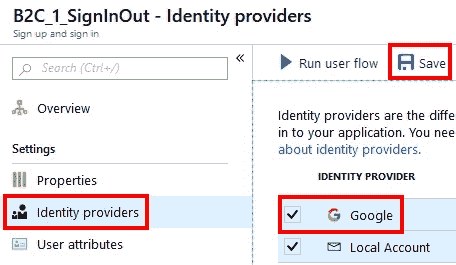 B2C_1_SignInOut - Identity providers
Sign up and sign in
Search (Ctrl+/)
«
Overview
Settings
Properties
Identity providers
User attributes
Run user flow
Save
Identity providers are the diffe
in to your application. You nee
about identity providers.
IDENTITY PROVIDER
Google
Local Account